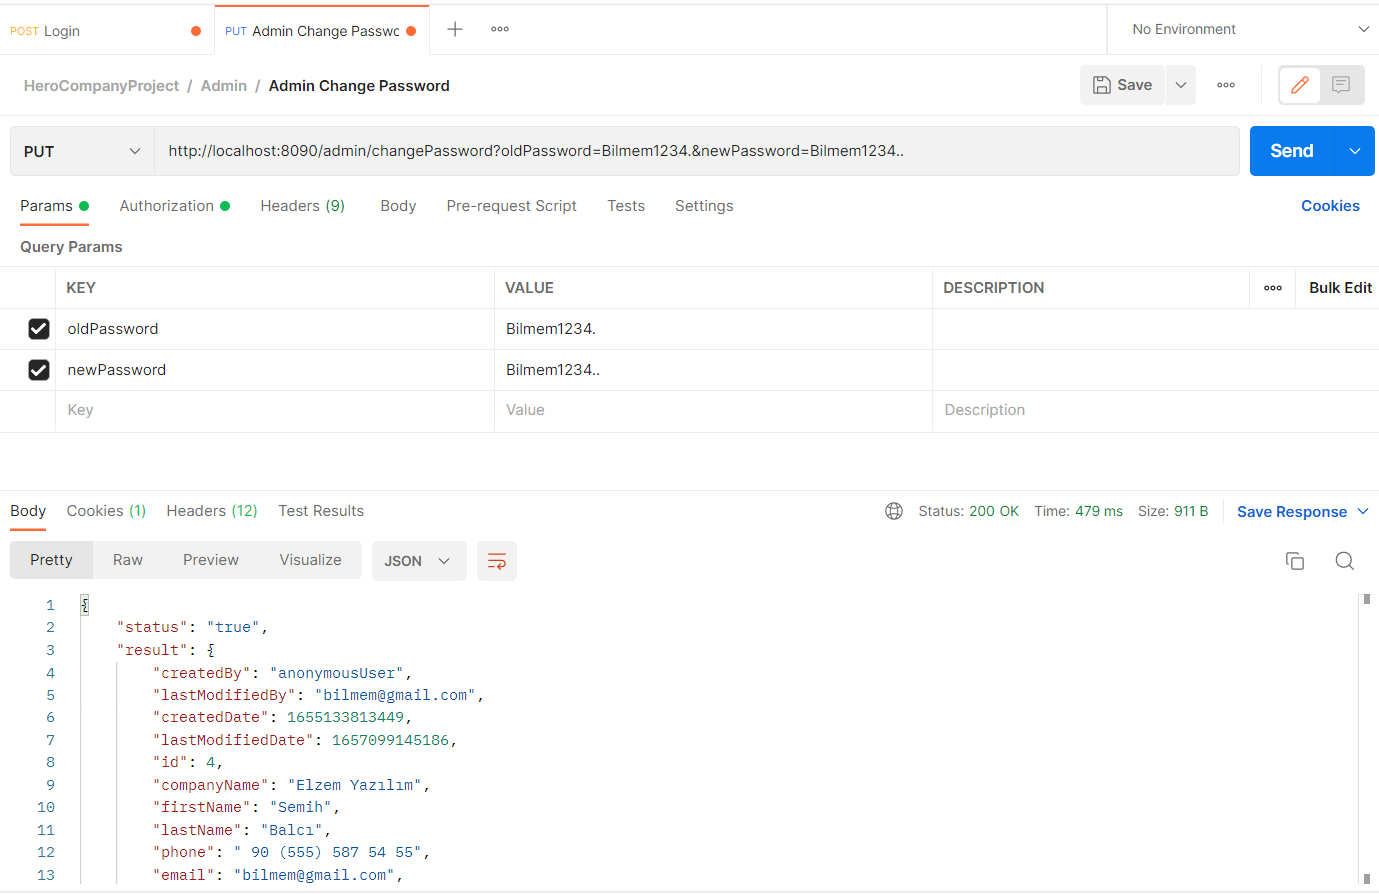 POST Login PUT Admin Change Passwc No Environment
HeroCompanyProject / Admin / Admin Change Password Save
PUT http://localhost:8090/admin/changePassword?oldPassword=Bilmem1234.&newPassword=Bilmem1234.. Send
Params Authorization Headers (9) Body Pre-request Script Tests Settings Cookies
Query Params
KEY VALUE DESCRIPTION Bulk Edit
oldPassword Bilmem1234.
newPassword Bilmem1234..
Key Value Description
Body Cookies (1) Headers (12) Test Results Status: 200 OK Time: 479 ms Size: 911 B Save Response
Pretty Raw Preview Visualize JSON
1 {
2 "status": "true",
3 "result": {
4 "createdBy": "anonymousUser",
5 "lastModifiedBy": "bilmem@gmail.com",
6 "createdDate": 1655133813449,
7 "lastModifiedDate": 1657099145186,
8 "id": 4,
9 "companyName": "Elzem Yazılım",
10 "firstName": "Semih",
11 "lastName": "Balcı",
12 "phone": " 90 (555) 587 54 55",
13 "email": "bilmem@gmail.com",